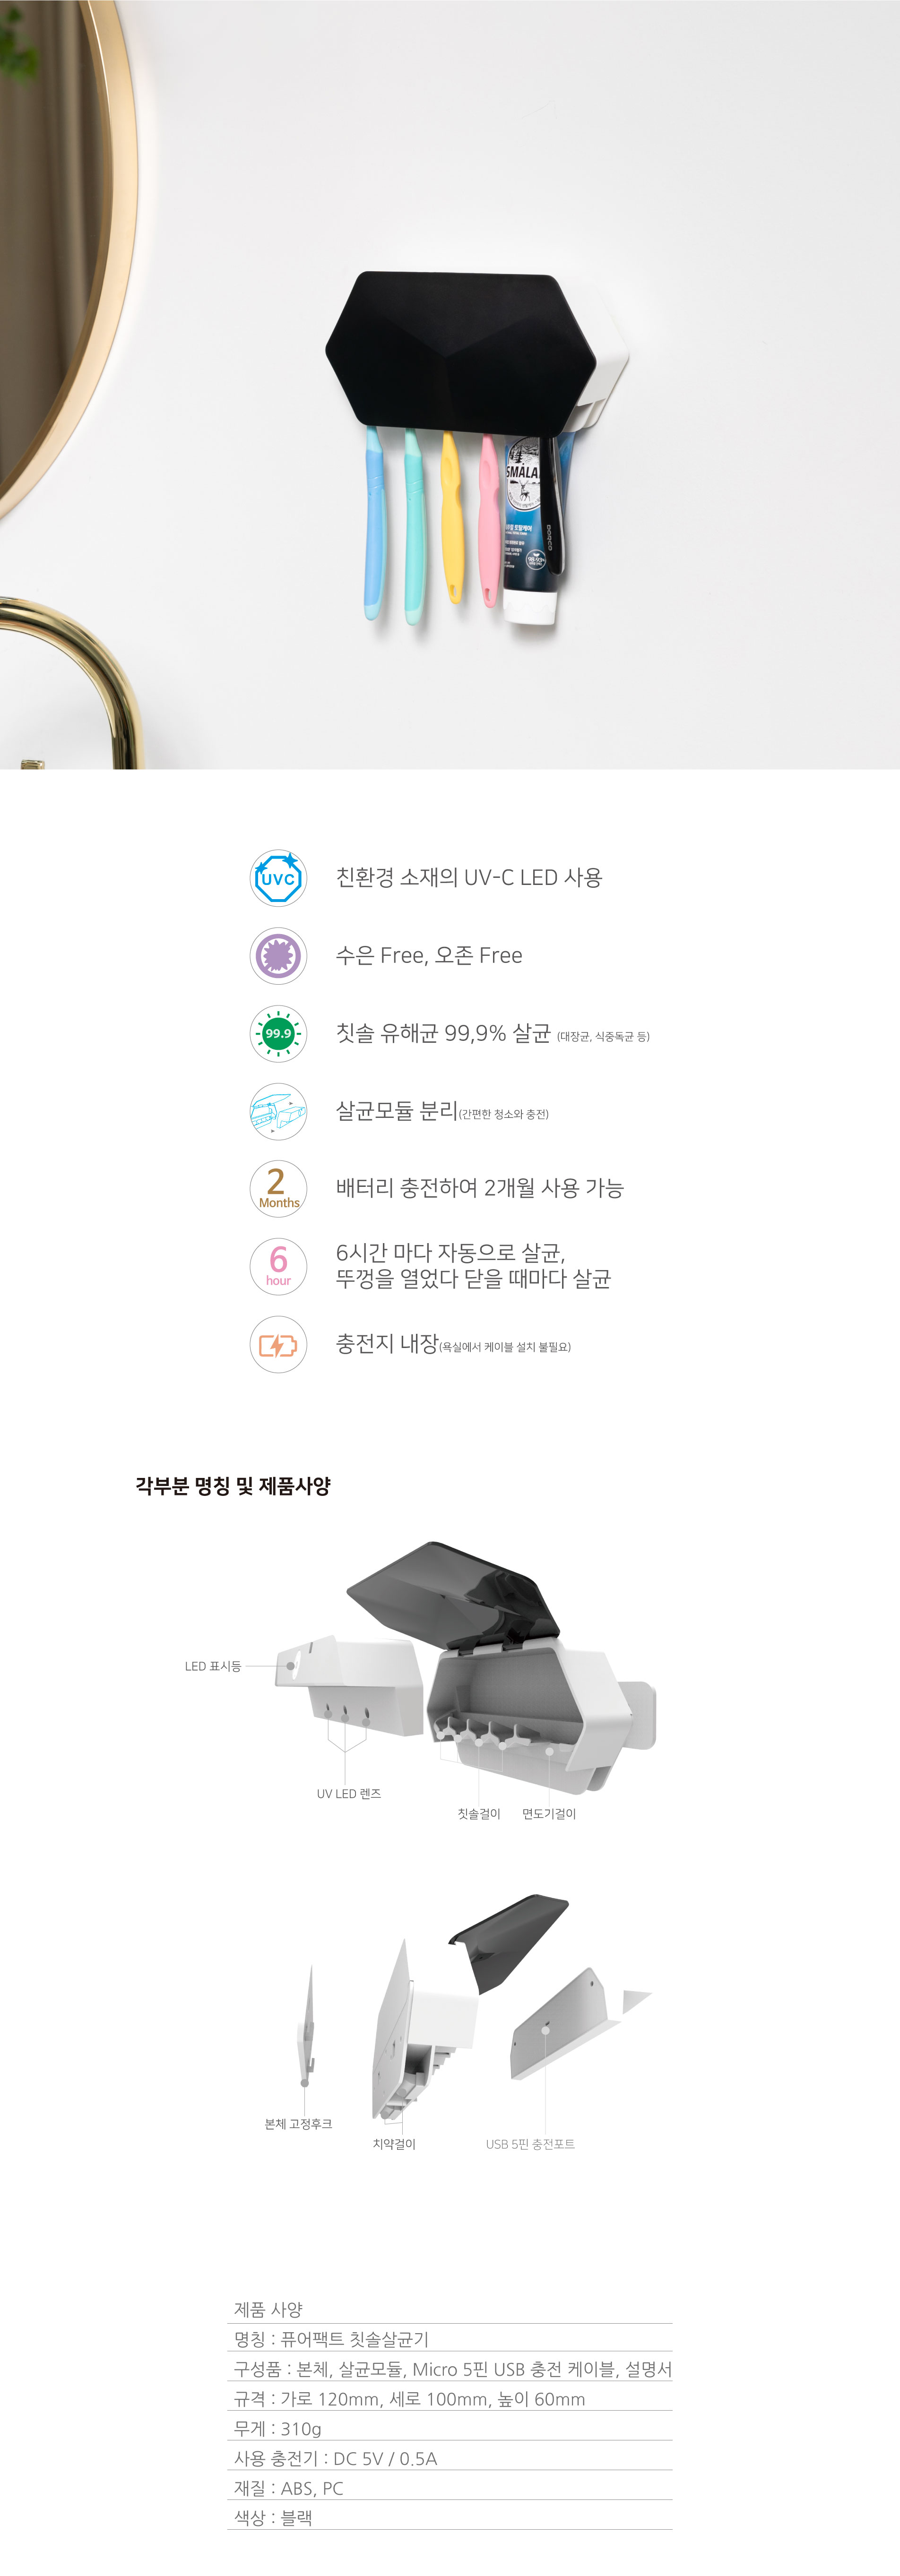 SMALA
DORCO
UVC
친환경 소재의 UV-C LED 사용
수은 Free, 오존 Free
99.9
칫솔 유해균 99,9% 살균 (대장균, 식중독균 등)
살균모듈 분리(간편한 청소와 충전)
2
Months
배터리 충전하여 2개월 사용 가능
6
hour
6시간 마다 자동으로 살균,
뚜껑을 열었다 닫을 때마다 살균
충전지 내장(욕실에서 케이블 설치 불필요)
각부분 명칭 및 제품사양
LED 표시등
UV LED 렌즈
칫솔걸이
면도기걸이
본체 고정후크
치약걸이
USB 5핀 충전포트
제품 사양
명칭 : 퓨어팩트 칫솔살균기
구성품 : 본체, 살균모듈, Micro 5핀 USB 충전 케이블, 설명서
규격 : 가로 120mm, 세로 100mm, 높이 60mm
무게 : 310g
사용 충전기 : DC 5V / 0.5A
재질 : ABS, PC
색상 : 블랙